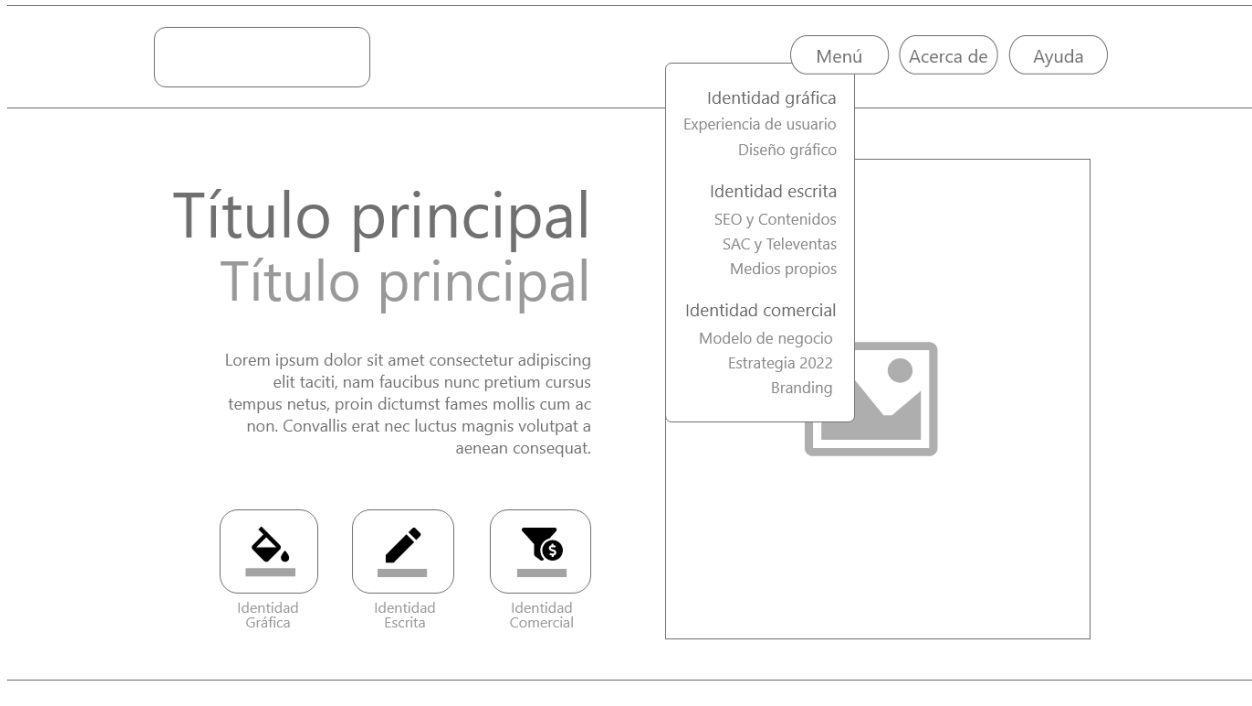 Menú
Acerca de
Ayuda
Identidad gráfica
Experiencia de usuario
Diseño gráfico
Identidad escrita
SEO y Contenidos
SAC y Televentas
Medios propios
Identidad comercial
Modelo de negocio
Estrategia 2022
Branding
Título principal
Título principal
Lorem ipsum dolor sit amet consectetur adipiscing
elit taciti, nam faucibus nunc pretium cursus
tempus netus, proin dictumst fames mollis cum ac
non. Convallis erat nec luctus magnis volutpat a
aenean consequat.
Identidad
Gráfica
Identidad
Escrita
Identidad
Comercial